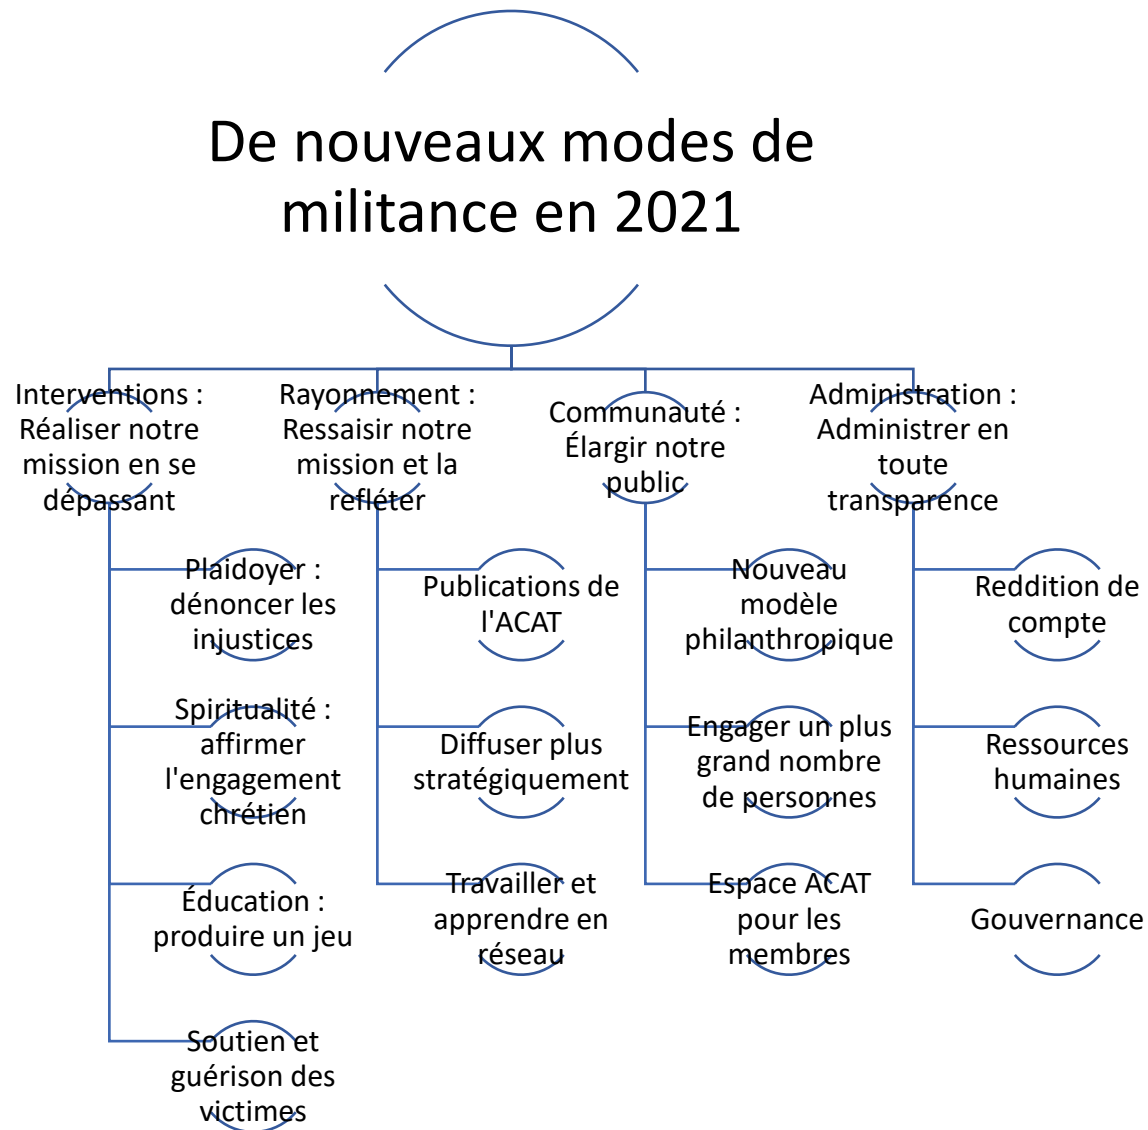 De nouveaux modes de
militance en 2021
Interventions :
Réaliser notre
mission en se
dépassant
Plaidoyer :
dénoncer les
injustices
Spiritualité :
affirmer
l'engagement
chrétien
Éducation :
produire un jeu
Soutien et
guérison des
victimes
Rayonnement :
Ressaisir notre
mission et la
refléter
Publications de
l'ACAT
Diffuser plus
stratégiquement
Travailler et
apprendre en
réseau
Communauté :
Élargir notre
public
Nouveau
modèle
philanthropique
Engager un plus
grand nombre
de personnes
Espace ACAT
pour les
membres
Administration :
Administrer en
toute
transparence
Reddition de
compte
Ressources
humaines
Gouvernance